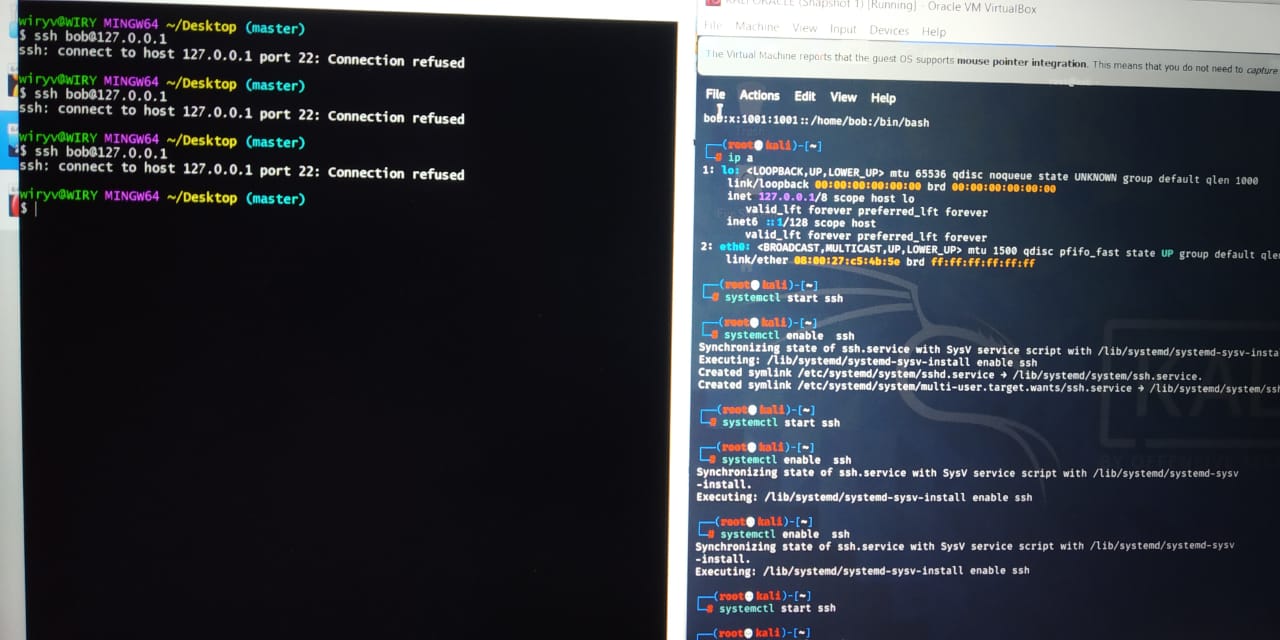 wiryv@WIRY MINGW64 ~/Desktop (master)
$ ssh bob@127.0.0.1
ssh: connect to host 127.0.0.1 port 22: Connection refused
wiryv@WIRY MINGW64 ~/Desktop (master)
$ ssh bob@127.0.0.1
ssh: connect to host 127.0.0.1 port 22: Connection refused
wiryv@WIRY MINGW64 ~/Desktop (master)
$ ssh bob@127.0.0.1
ssh: connect to host 127.0.0.1 port 22: Connection refused
wiryv@WIRY MINGW64 ~/Desktop (master)
$
KALI ORACLE (Snapshot 1) [Running] - Oracle VM VirtualBox
File Machine View Input Devices Help
The Virtual Machine reports that the guest OS supports mouse pointer integration. This means that you do not need to capture
File Actions Edit View Help
bob:x:1001:1001::/home/bob:/bin/bash
(root kali)-[~]
# ip a
1: lo: <LOOPBACK,UP,LOWER_UP> mtu 65536 qdisc noqueue state UNKNOWN group default qlen 1000
link/loopback 00:00:00:00:00:00 brd 00:00:00:00:00:00
inet 127.0.0.1/8 scope host lo
valid_lft forever preferred_lft forever
inet6 ::1/128 scope host
valid_lft forever preferred_lft forever
2: eth0: <BROADCAST,MULTICAST,UP,LOWER_UP> mtu 1500 qdisc pfifo_fast state UP group default qle
link/ether 08:00:27:c5:4b:5e brd ff:ff:ff:ff:ff:ff
(root kali)-[~]
# systemctl start ssh
(root kali)-[~]
# systemctl enable  ssh
Synchronizing state of ssh.service with SysV service script with /lib/systemd/systemd-sysv-insta
Executing: /lib/systemd/systemd-sysv-install enable ssh
Created symlink /etc/systemd/system/sshd.service → /lib/systemd/system/ssh.service.
Created symlink /etc/systemd/system/multi-user.target.wants/ssh.service → /lib/systemd/system/ssh
(root kali)-[~]
# systemctl start ssh
(root kali)-[~]
# systemctl enable  ssh
Synchronizing state of ssh.service with SysV service script with /lib/systemd/systemd-sysv
-install.
Executing: /lib/systemd/systemd-sysv-install enable ssh
(root kali)-[~]
# systemctl enable  ssh
Synchronizing state of ssh.service with SysV service script with /lib/systemd/systemd-sysv
-install.
Executing: /lib/systemd/systemd-sysv-install enable ssh
(root kali)-[~]
# systemctl start ssh
(root kali)-[~]